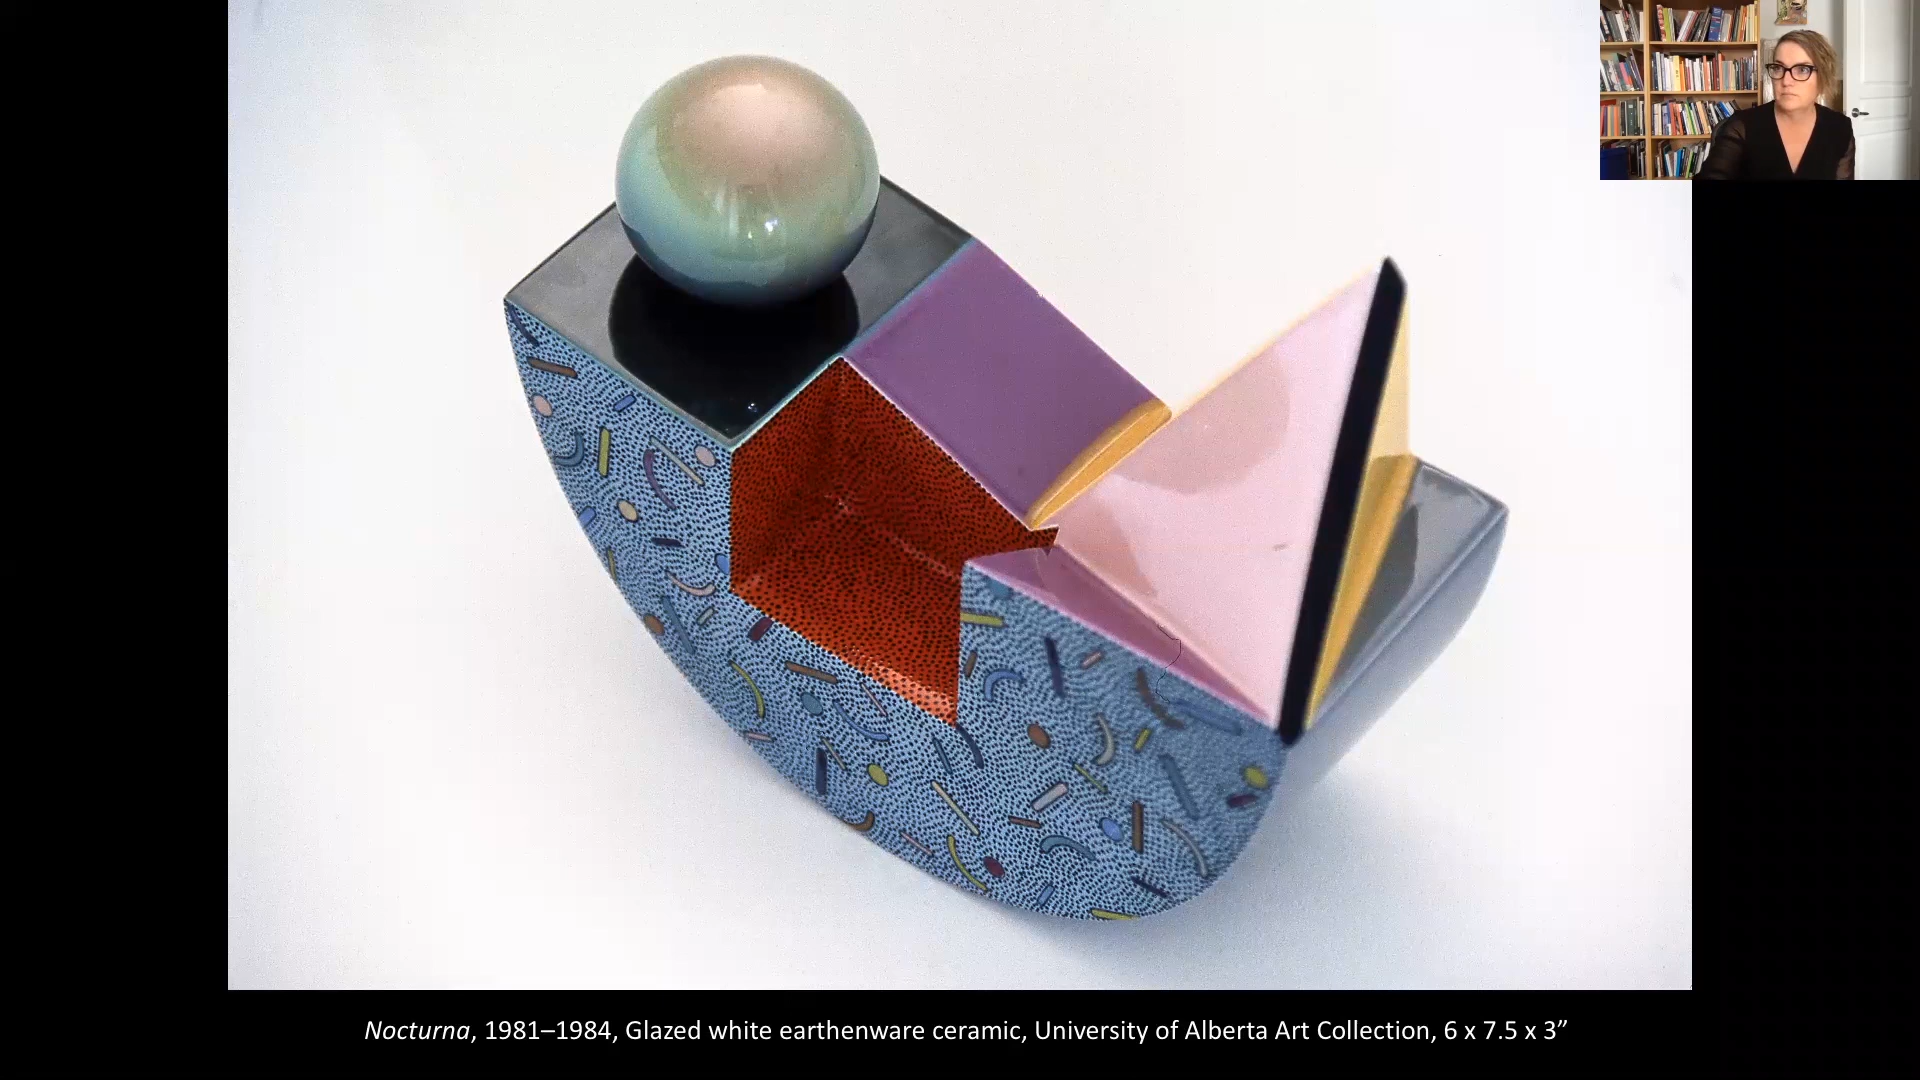 Nocturna, 1981–1984, Glazed white earthenware ceramic, University of Alberta Art Collection, 6 x 7.5 x 3”